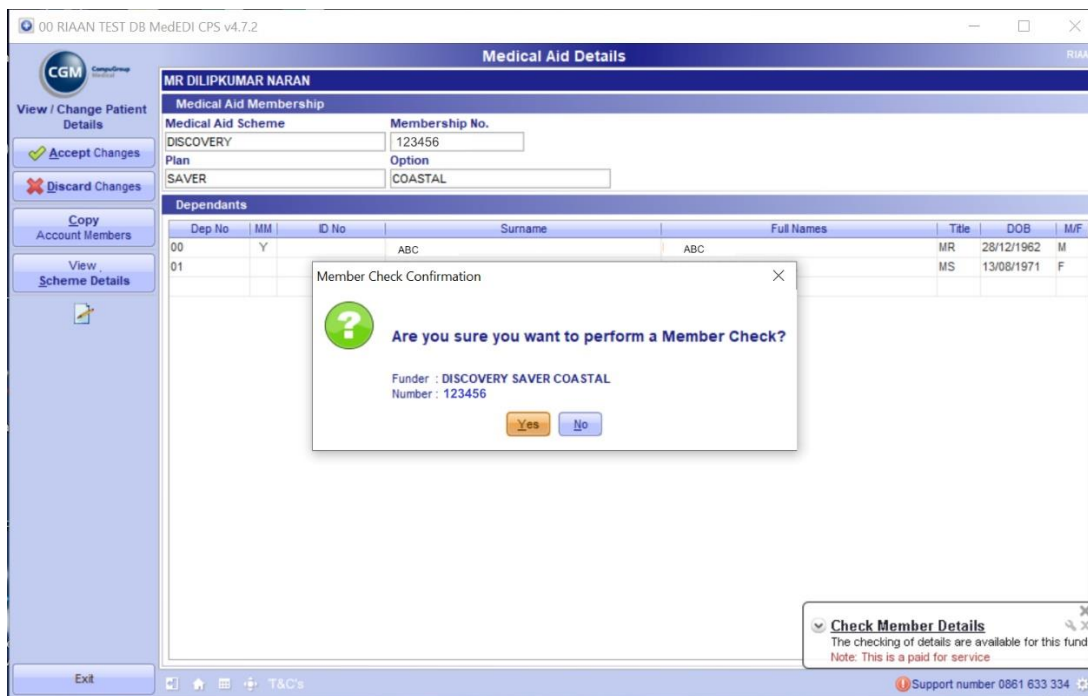 00 RIAAN TEST DB MedEDI CPS v4.7.2
CGM CompuGroup Medical
Medical Aid Details
RIAA
MR DILIPKUMAR NARAN
View / Change Patient Details
Accept Changes
Discard Changes
Copy
Account Members
View
Scheme Details
Exit
Medical Aid Membership
Medical Aid Scheme Membership No.
DISCOVERY 123456
Plan Option
SAVER COASTAL
Dependants
Dep No MM ID No Surname Full Names Title DOB M/F
00 Y ABC ABC MR 28/12/1962 M
01 MS 13/08/1971 F
Member Check Confirmation
Are you sure you want to perform a Member Check?
Funder : DISCOVERY SAVER COASTAL
Number : 123456
Yes No
Check Member Details
The checking of details are available for this fund
Note: This is a paid for service
T&C's
Support number 0861 633 334